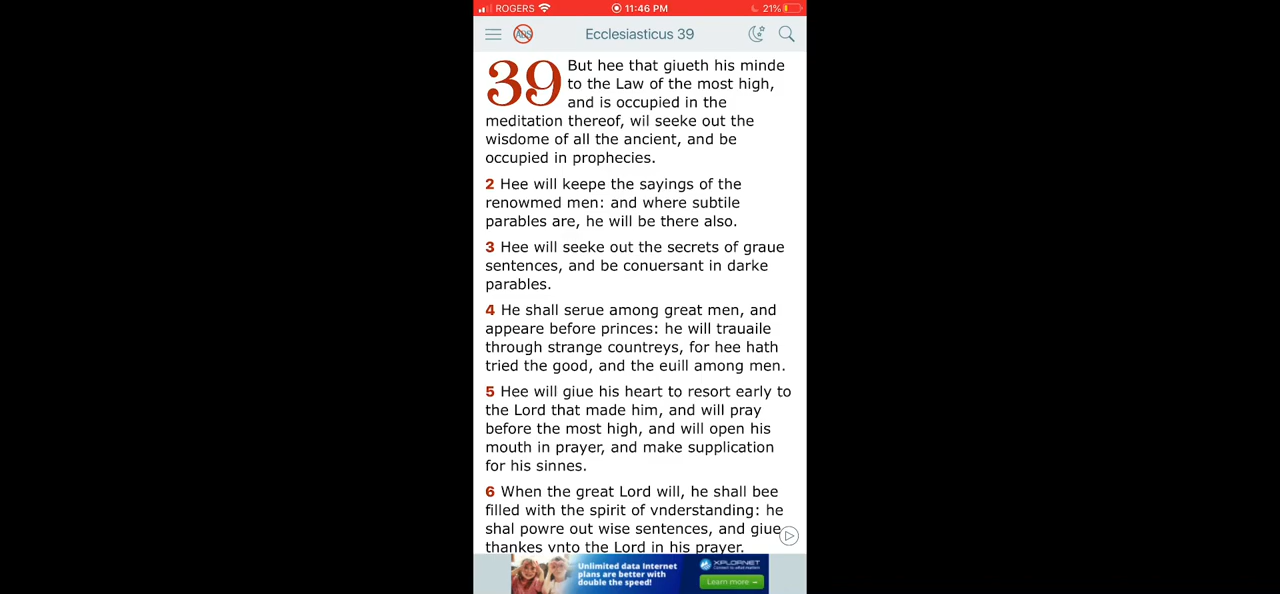 ROGERS 11:46 PM 21%
ADS Ecclesiasticus 39
39 But hee that giueth his minde
to the Law of the most high,
and is occupied in the
meditation thereof, wil seeke out the
wisdome of all the ancient, and be
occupied in prophecies.
2 Hee will keepe the sayings of the
renowmed men: and where subtile
parables are, he will be there also.
3 Hee will seeke out the secrets of graue
sentences, and be conuersant in darke
parables.
4 He shall serue among great men, and
appeare before princes: he will trauaile
through strange countreys, for hee hath
tried the good, and the euill among men.
5 Hee will giue his heart to resort early to
the Lord that made him, and will pray
before the most high, and will open his
mouth in prayer, and make supplication
for his sinnes.
6 When the great Lord will, he shall bee
filled with the spirit of vnderstanding: he
shal powre out wise sentences, and giue
thankes vnto the Lord in his prayer.
Unlimited data Internet
plans are better with
double the speed!
XPLORNET
Learn more →